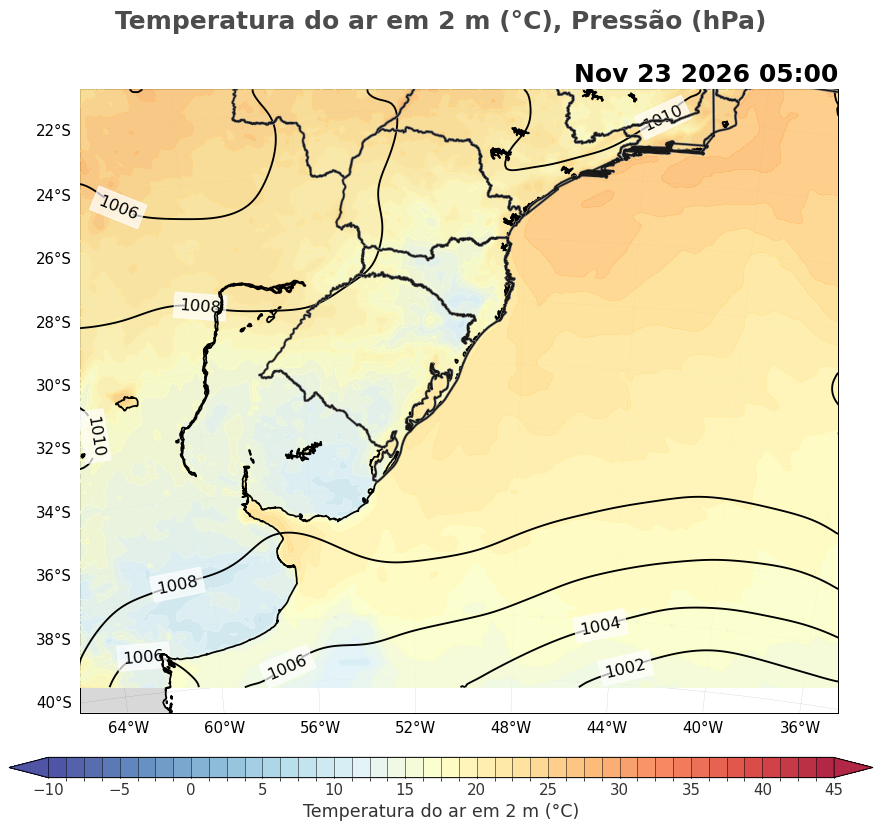 Temperatura do ar em 2 m (°C), Pressão (hPa)
Nov 23 2026 05:00
22°S
1010
24°S
1006
26°S
28°S
1008
30°S
32°S
1010
34°S
36°S
1008
38°S
1004
1006
1006
1002
40°S
64°W 60°W 56°W 52°W 48°W 44°W 40°W 36°W
−10 −5 0 5 10 15 20 25 30 35 40 45
Temperatura do ar em 2 m (°C)